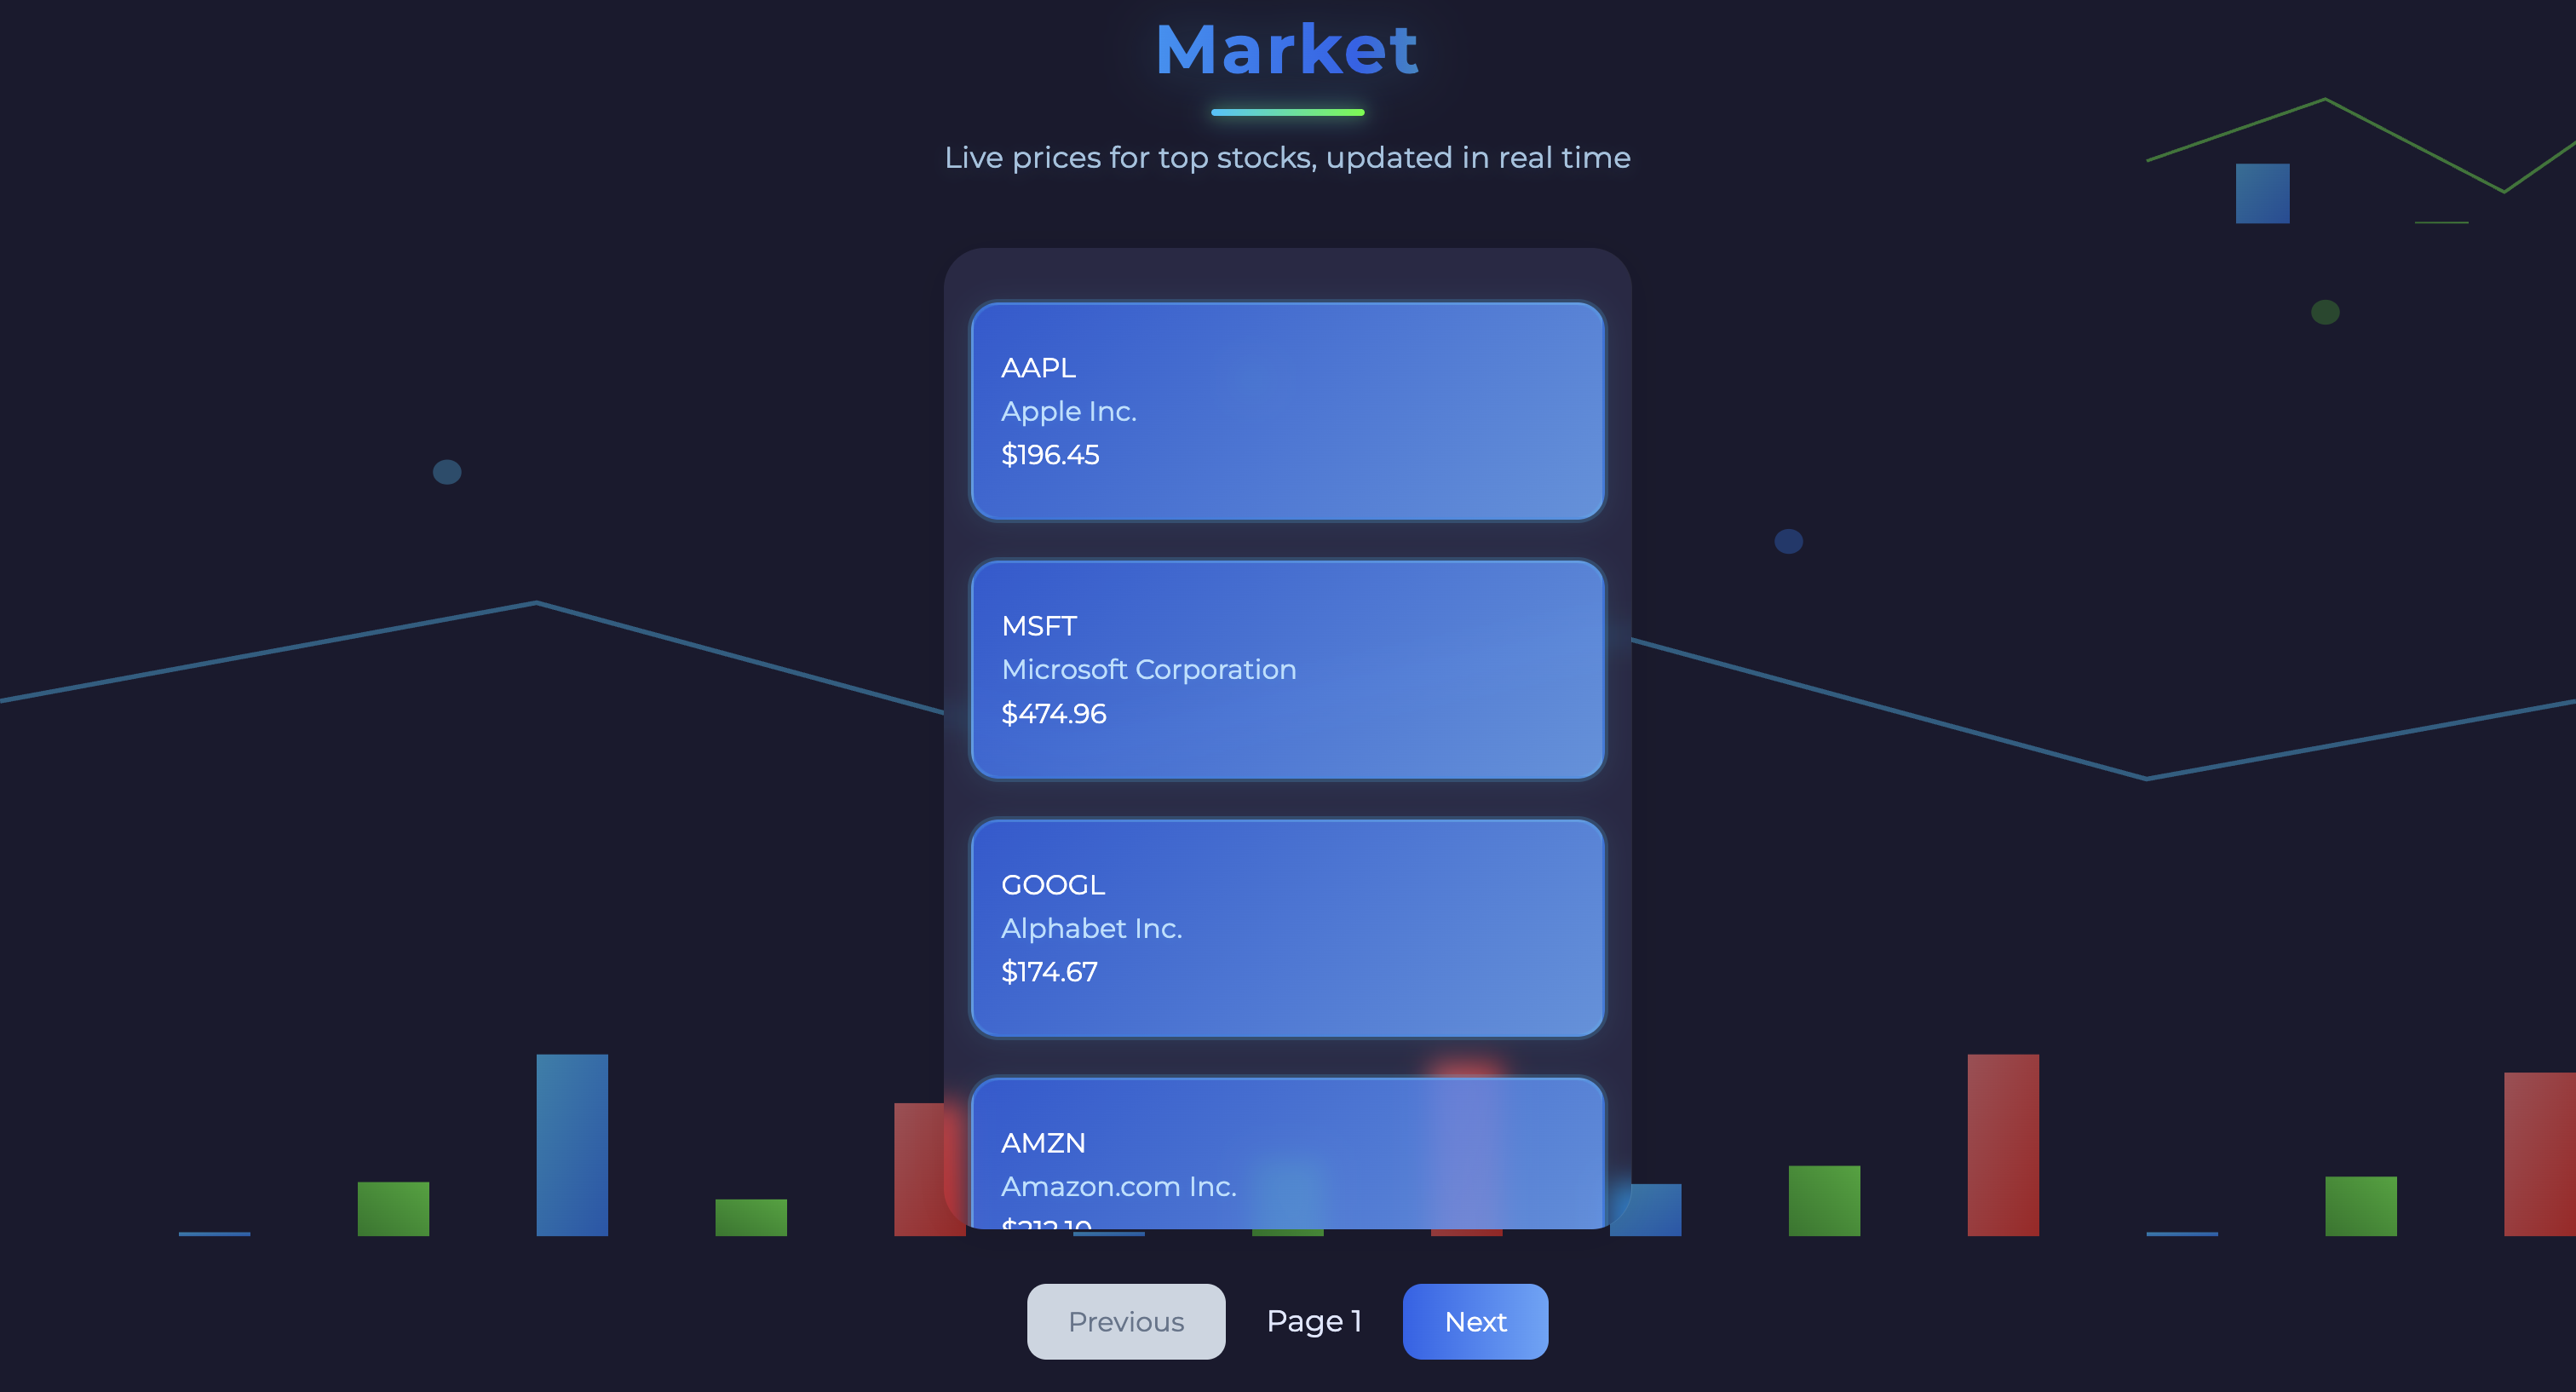 Market
Live prices for top stocks, updated in real time
AAPL
Apple Inc.
$196.45
MSFT
Microsoft Corporation
$474.96
GOOGL
Alphabet Inc.
$174.67
AMZN
Amazon.com Inc.
Previous
Page 1
Next